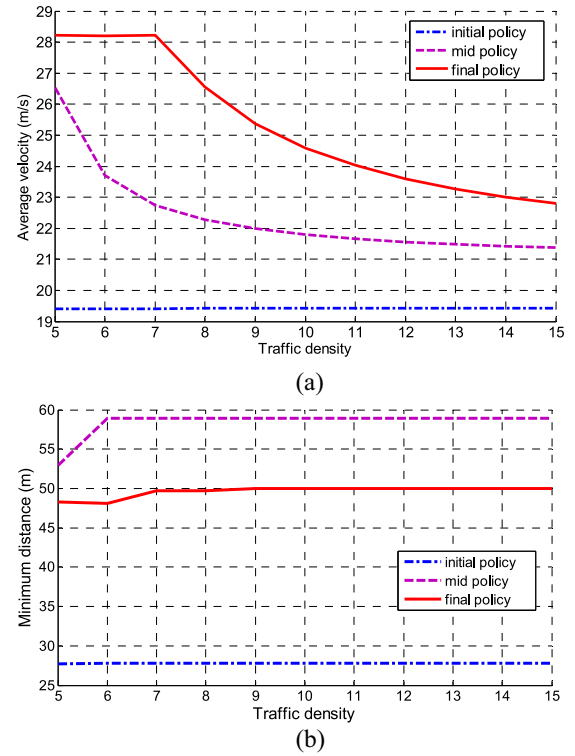 29
28
27
26
25
24
23
22
21
20
19
Average velocity (m/s)
initial policy
mid policy
final policy
5 6 7 8 9 10 11 12 13 14 15
Traffic density
(a)
60
55
50
45
40
35
30
25
Minimum distance (m)
initial policy
mid policy
final policy
5 6 7 8 9 10 11 12 13 14 15
Traffic density
(b)